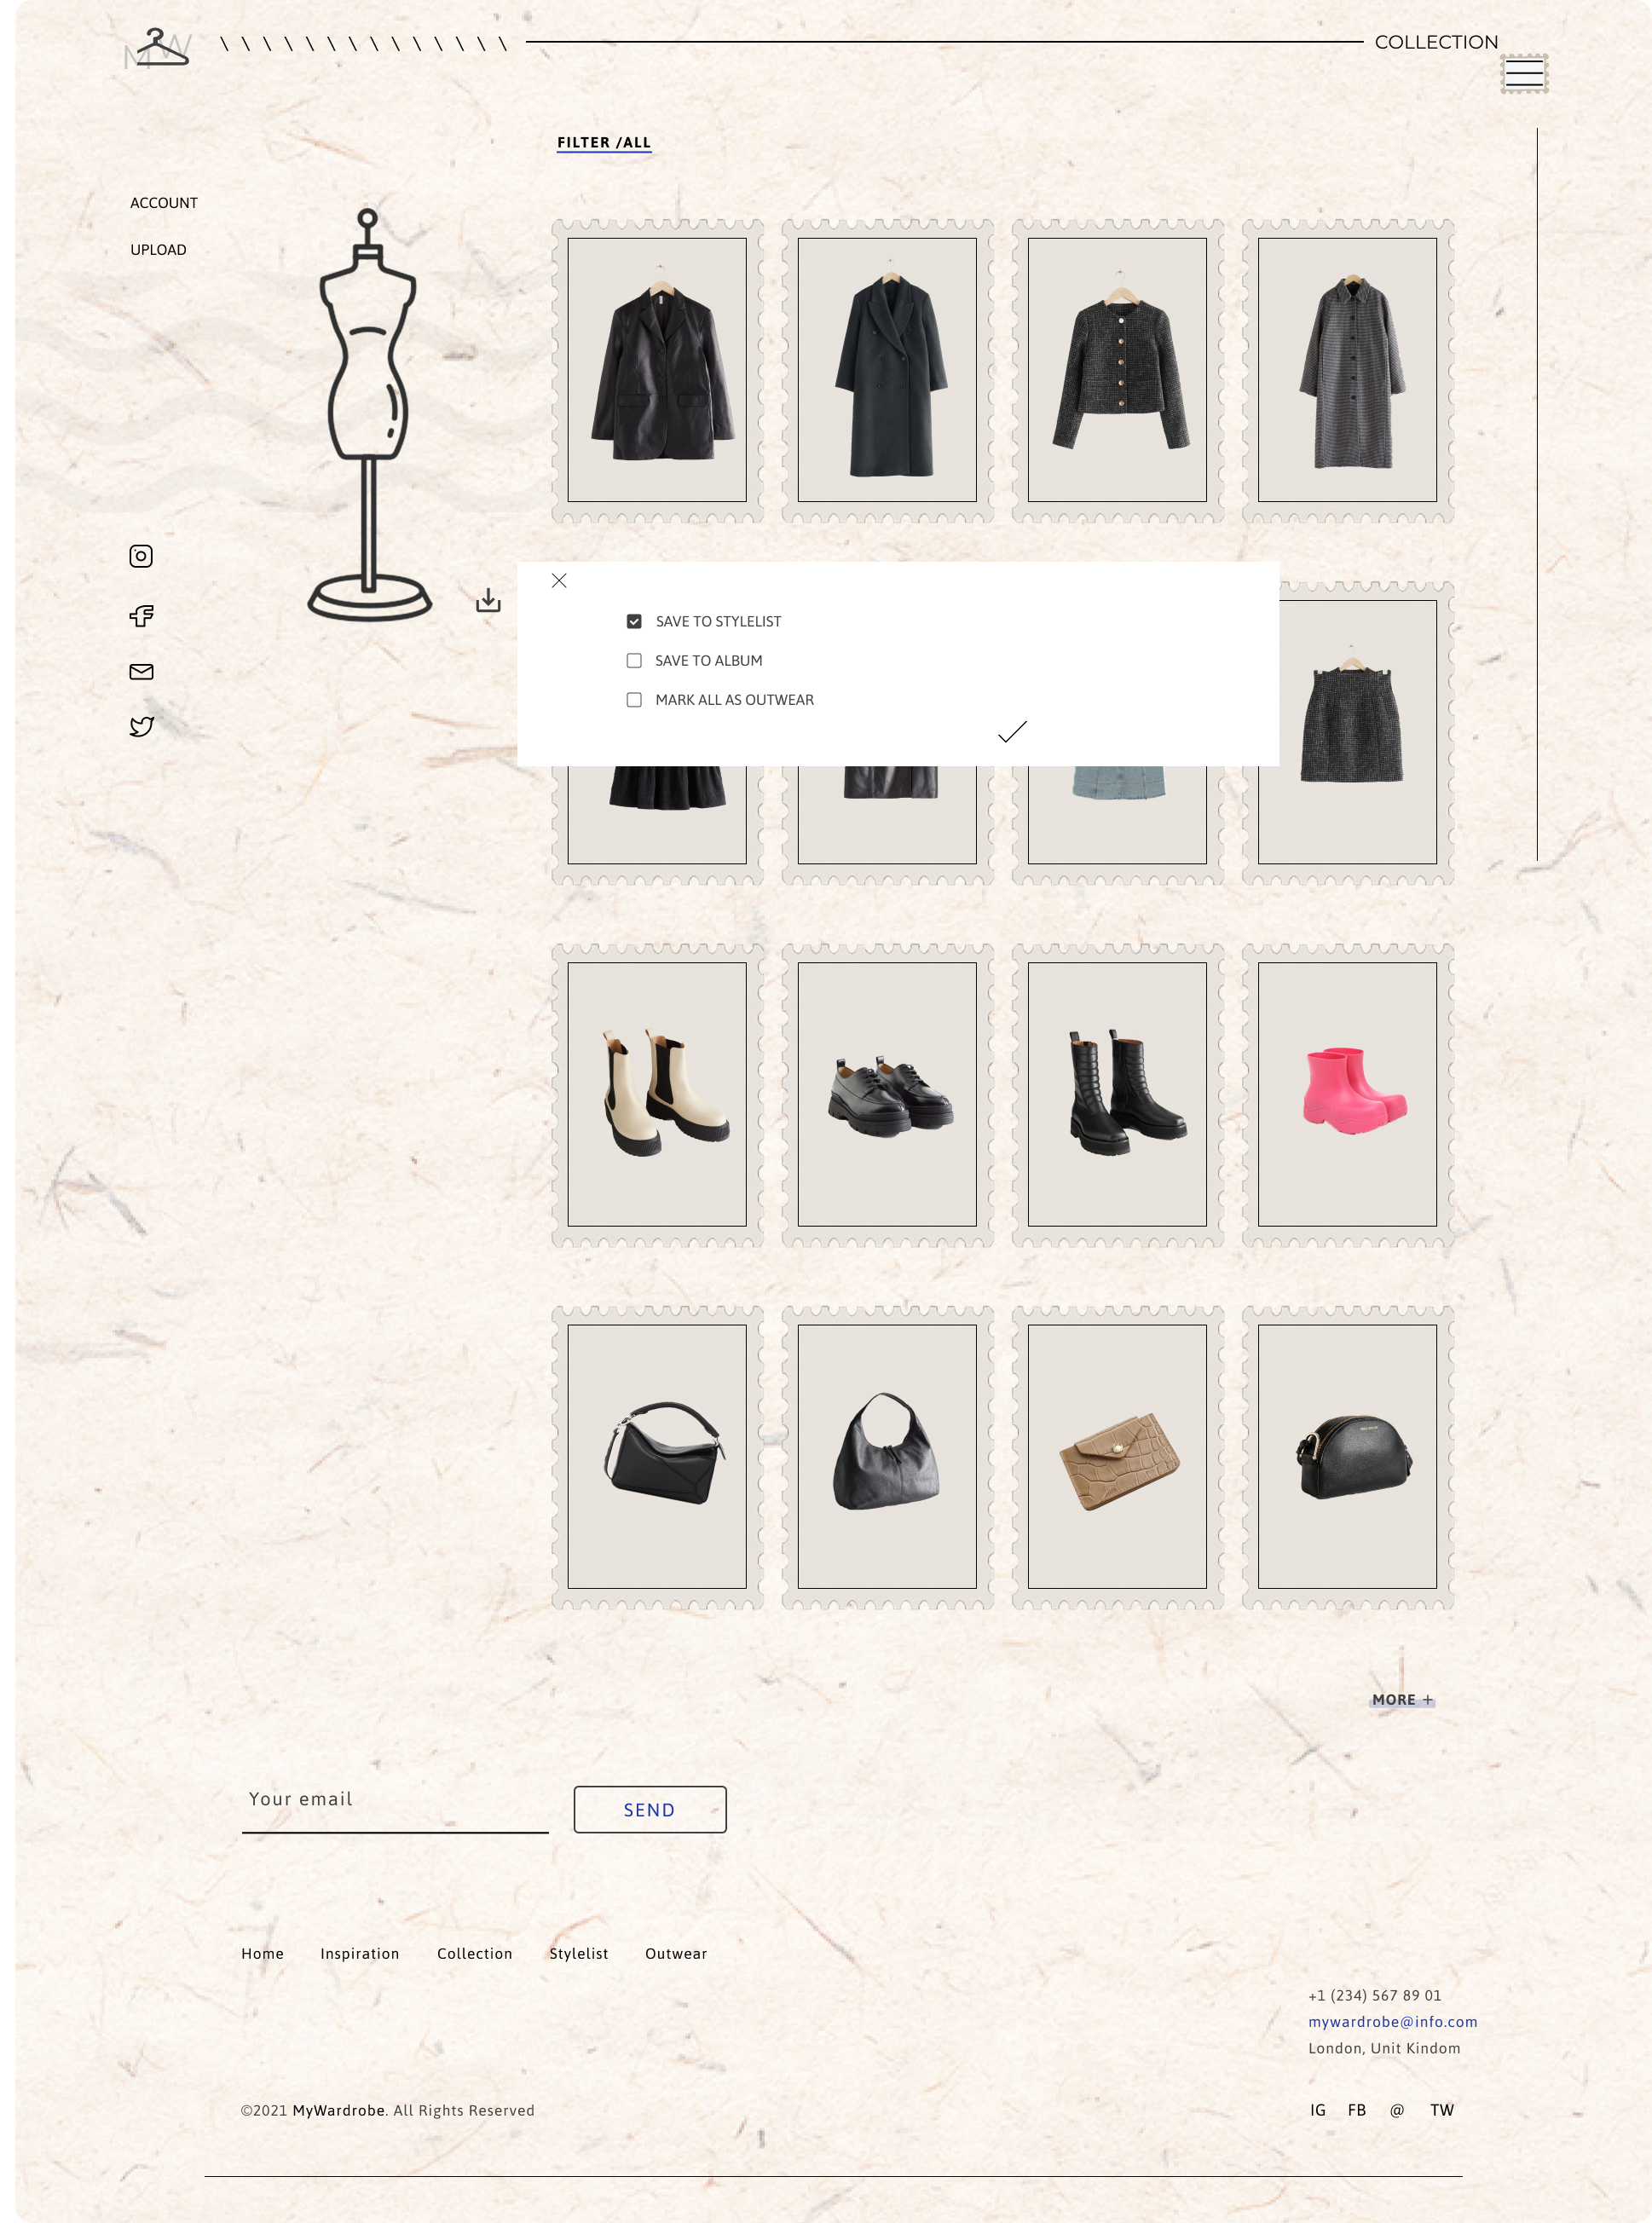 MW
COLLECTION
FILTER /ALL
ACCOUNT
UPLOAD
SAVE TO STYLELIST
SAVE TO ALBUM
MARK ALL AS OUTWEAR
MORE +
Your email
SEND
Home Inspiration Collection Stylelist Outwear
+1 (234) 567 89 01
mywardrobe@info.com
London, Unit Kindom
©2021 MyWardrobe. All Rights Reserved
IG FB @ TW